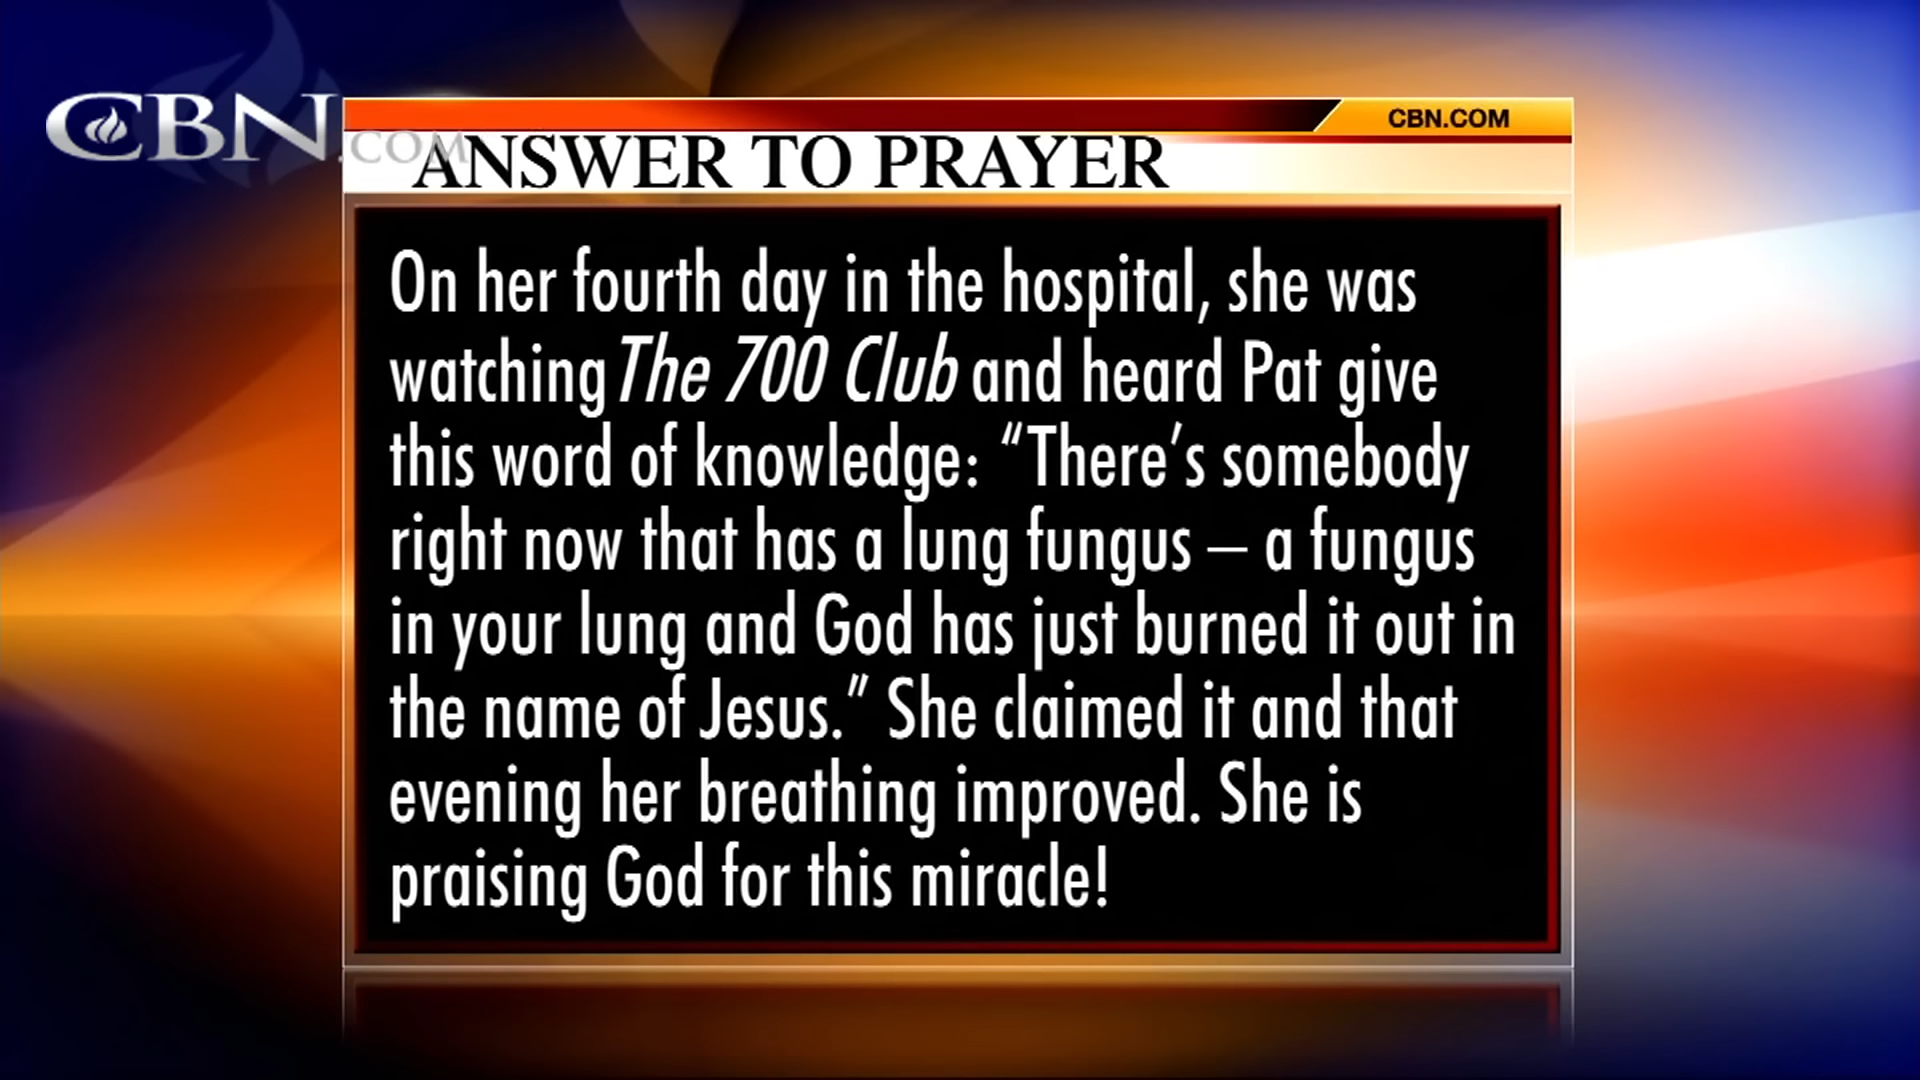 CBN.COM
CBN.COM
ANSWER TO PRAYER
On her fourth day in the hospital, she was
watching The 700 Club and heard Pat give
this word of knowledge: “There’s somebody
right now that has a lung fungus – a fungus
in your lung and God has just burned it out in
the name of Jesus.” She claimed it and that
evening her breathing improved. She is
praising God for this miracle!